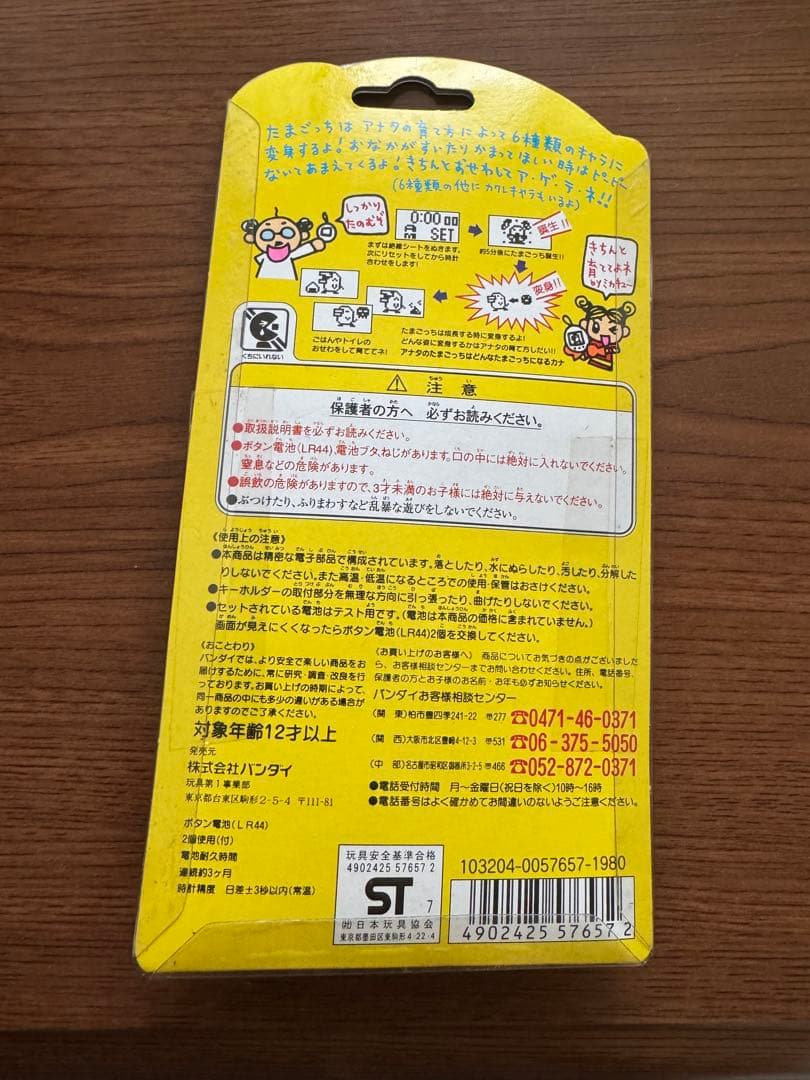 たまごっちは アナタの育て方によって6種類のキャラに
変身するよ！おなかがすいたりかまってほしい時はピーピー
ないてあまえてくるよ！きちんとおせわしてア・ゲ・テ・ネ!!
(6種類の他にカクレキャラもいるよ)
しっかり
たのむぞ
0:00 00
AM SET
誕生!!
まずは絶縁シートをぬきます。
次にリセットをしてから時計
合わせをします！
約5分後にたまごっち誕生!!
きちんと
育ててよネ
byミカチュー
変身!!
くちにいれない
ごはんやトイレの
おせわをして育ててネ！
たまごっちは成長する時に変身するよ！
どんな姿に変身するかはアナタの育て方しだい!!
アナタのたまごっちはどんなたまごっちになるカナ
注意
保護者の方へ 必ずお読みください。
●取扱説明書を必ずお読みください。
●ボタン電池(LR44)、電池ブタ、ねじがあります。口の中には絶対に入れないでください。
窒息などの危険があります。
●誤飲の危険がありますので、3才未満のお子様には絶対に与えないでください。
●ぶつけたり、ふりまわすなど乱暴な遊びをしないでください。
《使用上の注意》
●本商品は精密な電子部品で構成されています。落としたり、水にぬらしたり、汚したり、分解した
りしないでください。また高温・低温になるところでの使用・保管はおさけください。
●キーホルダーの取付部分を無理な方向に引っ張ったり、曲げたりしないでください。
●セットされている電池はテスト用です。(電池は本商品の価格に含まれていません。)
画面が見えにくくなったらボタン電池(LR44)2個を交換してください。
《おことわり》
バンダイでは、より安全で楽しい商品をお
届けするために、常に研究・調査・改良を行
っております。お買い上げの時期によって、
同一商品の中にも多少の違いがある場合が
ありますのでご了承ください。
対象年齢12才以上
発売元
株式会社バンダイ
玩具第1事業部
東京都台東区駒形2-5-4 〒111-81
《お買い上げのお客様へ》 商品についてお気づきの点がございました
ら、お客様相談センターまでお問い合わせください。住所、電話番号、
保護者の方とお子様のお名前・お年も必ずお知らせください。
バンダイお客様相談センター
(関 東)柏市豊四季241-22 〒277 ☎0471-46-0371
(関 西)大阪市北区豊崎4-12-3 〒531 ☎06-375-5050
(中 部)名古屋市昭和区御器所3-2-5 〒466 ☎052-872-0371
●電話受付時間 月〜金曜日(祝日を除く)10時〜16時
●電話番号はよく確かめてお間違いのないようご注意ください。
ボタン電池(LR44)
2個使用(付)
電池耐久時間
連続約3ヶ月
時計精度 日差±3秒以内(常温)
玩具安全基準合格
4902425 57657 2
ST 7
㈳日本玩具協会
東京都墨田区東駒形4-22-4
103204-0057657-1980
4902425 576572